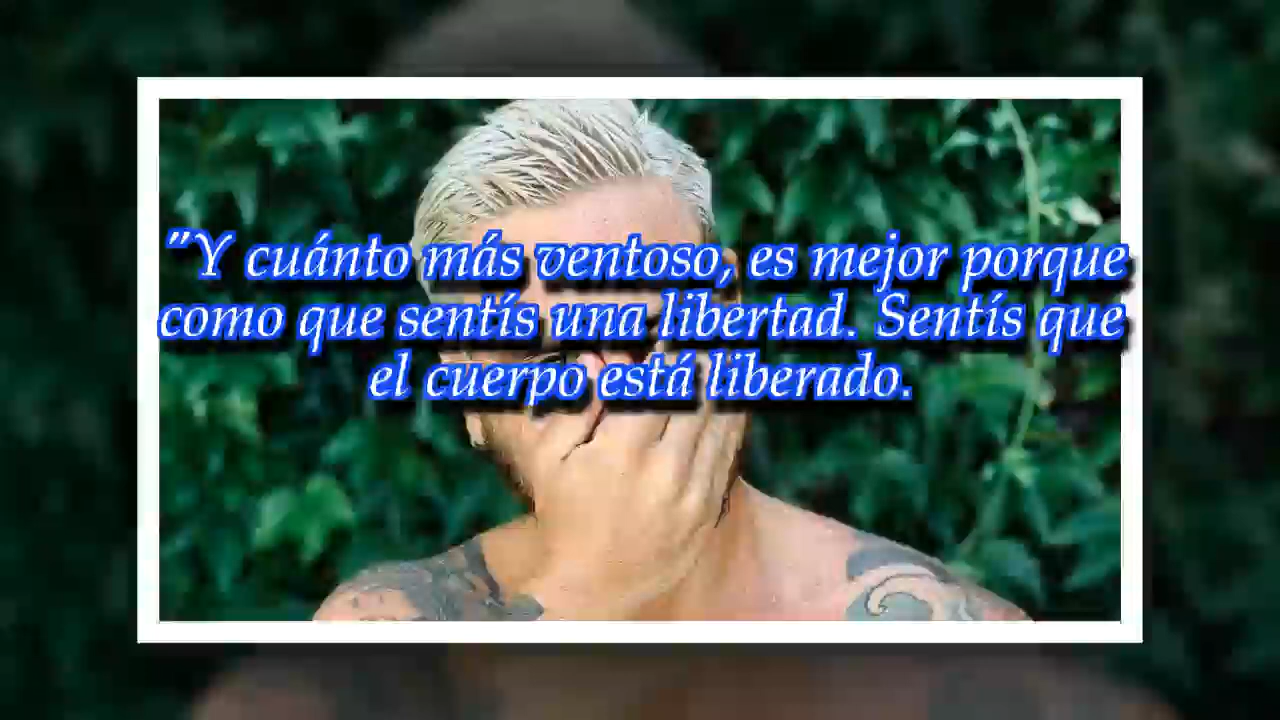 "Y cuánto más ventoso, es mejor porque
como que sentís una libertad. Sentís que
el cuerpo está liberado.